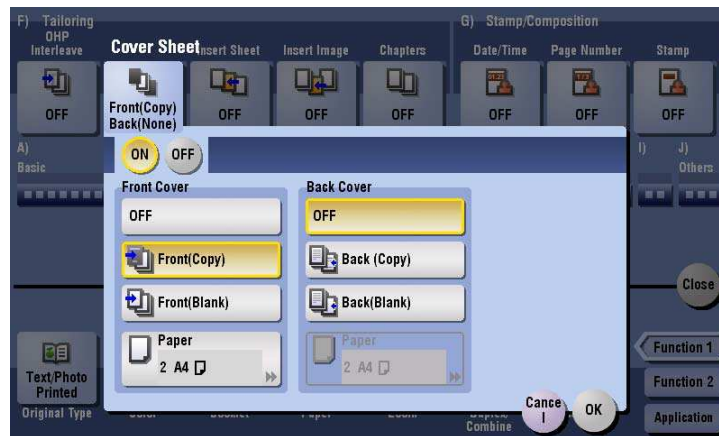 F) Tailoring
G) Stamp/Composition
OHP
Interleave
Cover Sheet
Insert Sheet
Insert Image
Chapters
Date/Time
Page Number
Stamp
OFF
Front(Copy)
Back(None)
OFF
OFF
OFF
OFF
OFF
OFF
A)
Basic
ON
OFF
I)
J)
Others
Front Cover
Back Cover
OFF
OFF
Front(Copy)
Back (Copy)
Front(Blank)
Back(Blank)
Close
Paper
2 A4
Paper
2 A4
Text/Photo
Printed
Original Type
Function 1
Function 2
Application
Cance
l
OK
Combine